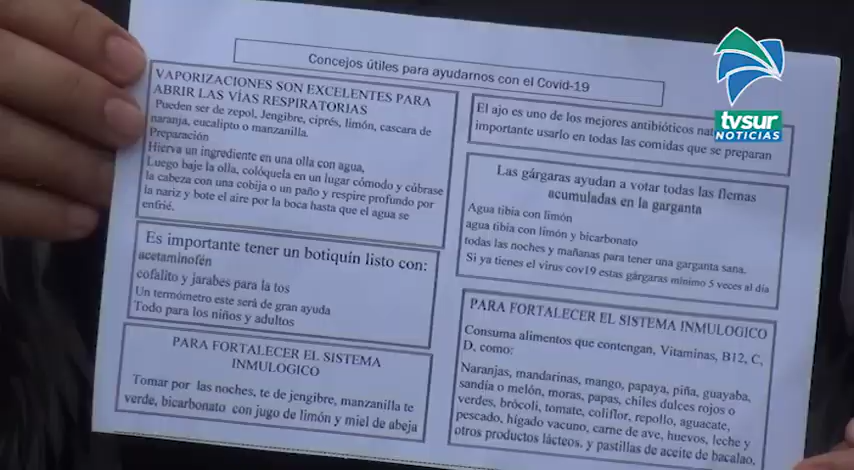 Concejos útiles para ayudarnos con el Covid-19
VAPORIZACIONES SON EXCELENTES PARA
ABRIR LAS VÍAS RESPIRATORIAS
Pueden ser de zepol, Jengibre, ciprés, limón, cascara de
naranja, eucalipto o manzanilla.
Preparación
Hierva un ingrediente en una olla con agua,
Luego baje la olla, colóquela en un lugar cómodo y cúbrase
la cabeza con una cobija o un paño y respire profundo por
la nariz y bote el aire por la boca hasta que el agua se
enfrié.
Es importante tener un botiquín listo con:
acetaminofén
cofalito y jarabes para la tos
Un termómetro este será de gran ayuda
Todo para los niños y adultos
PARA FORTALECER EL SISTEMA
INMULOGICO
Tomar por las noches, te de jengibre, manzanilla te
verde, bicarbonato con jugo de limón y miel de abeja
El ajo es uno de los mejores antibióticos
importante usarlo en todas las comidas que se preparan
Las gárgaras ayudan a votar todas las flemas
acumuladas en la garganta
Agua tibia con limón
agua tibia con limón y bicarbonato
todas las noches y mañanas para tener una garganta sana.
Si ya tienes el virus cov19 estas gárgaras mínimo 5 veces al día
PARA FORTALECER EL SISTEMA INMULOGICO
Consuma alimentos que contengan, Vitaminas, B12, C,
D, como:
Naranjas, mandarinas, mango, papaya, piña, guayaba,
sandía o melón, moras, papas, chiles dulces rojos o
verdes, brócoli, tomate, coliflor, repollo, aguacate,
pescado, hígado vacuno, carne de ave, huevos, leche y
otros productos lácteos, y pastillas de aceite de bacalao,
tvsur
NOTICIAS